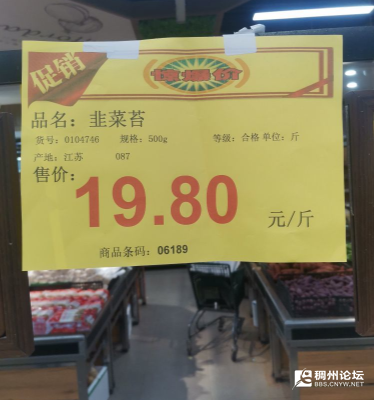 促销
惊爆价
品名：韭菜苔
货号：0104746 规格：500g 等级：合格 单位：斤
产地：江苏 087
售价：
19.80 元/斤
商品条码：06189
稠州论坛
BBS.CNYW.NET